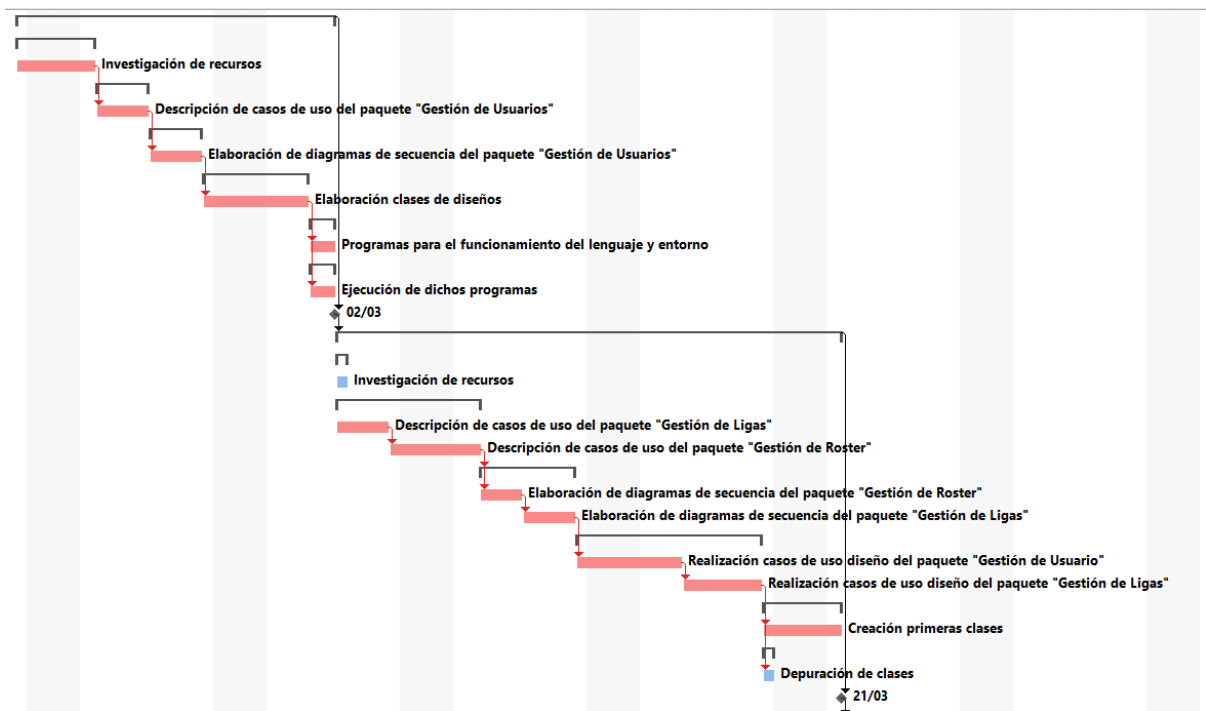 Investigación de recursos
Descripción de casos de uso del paquete "Gestión de Usuarios"
Elaboración de diagramas de secuencia del paquete "Gestión de Usuarios"
Elaboración clases de diseños
Programas para el funcionamiento del lenguaje y entorno
Ejecución de dichos programas
02/03
Investigación de recursos
Descripción de casos de uso del paquete "Gestión de Ligas"
Descripción de casos de uso del paquete "Gestión de Roster"
Elaboración de diagramas de secuencia del paquete "Gestión de Roster"
Elaboración de diagramas de secuencia del paquete "Gestión de Ligas"
Realización casos de uso diseño del paquete "Gestión de Usuario"
Realización casos de uso diseño del paquete "Gestión de Ligas"
Creación primeras clases
Depuración de clases
21/03